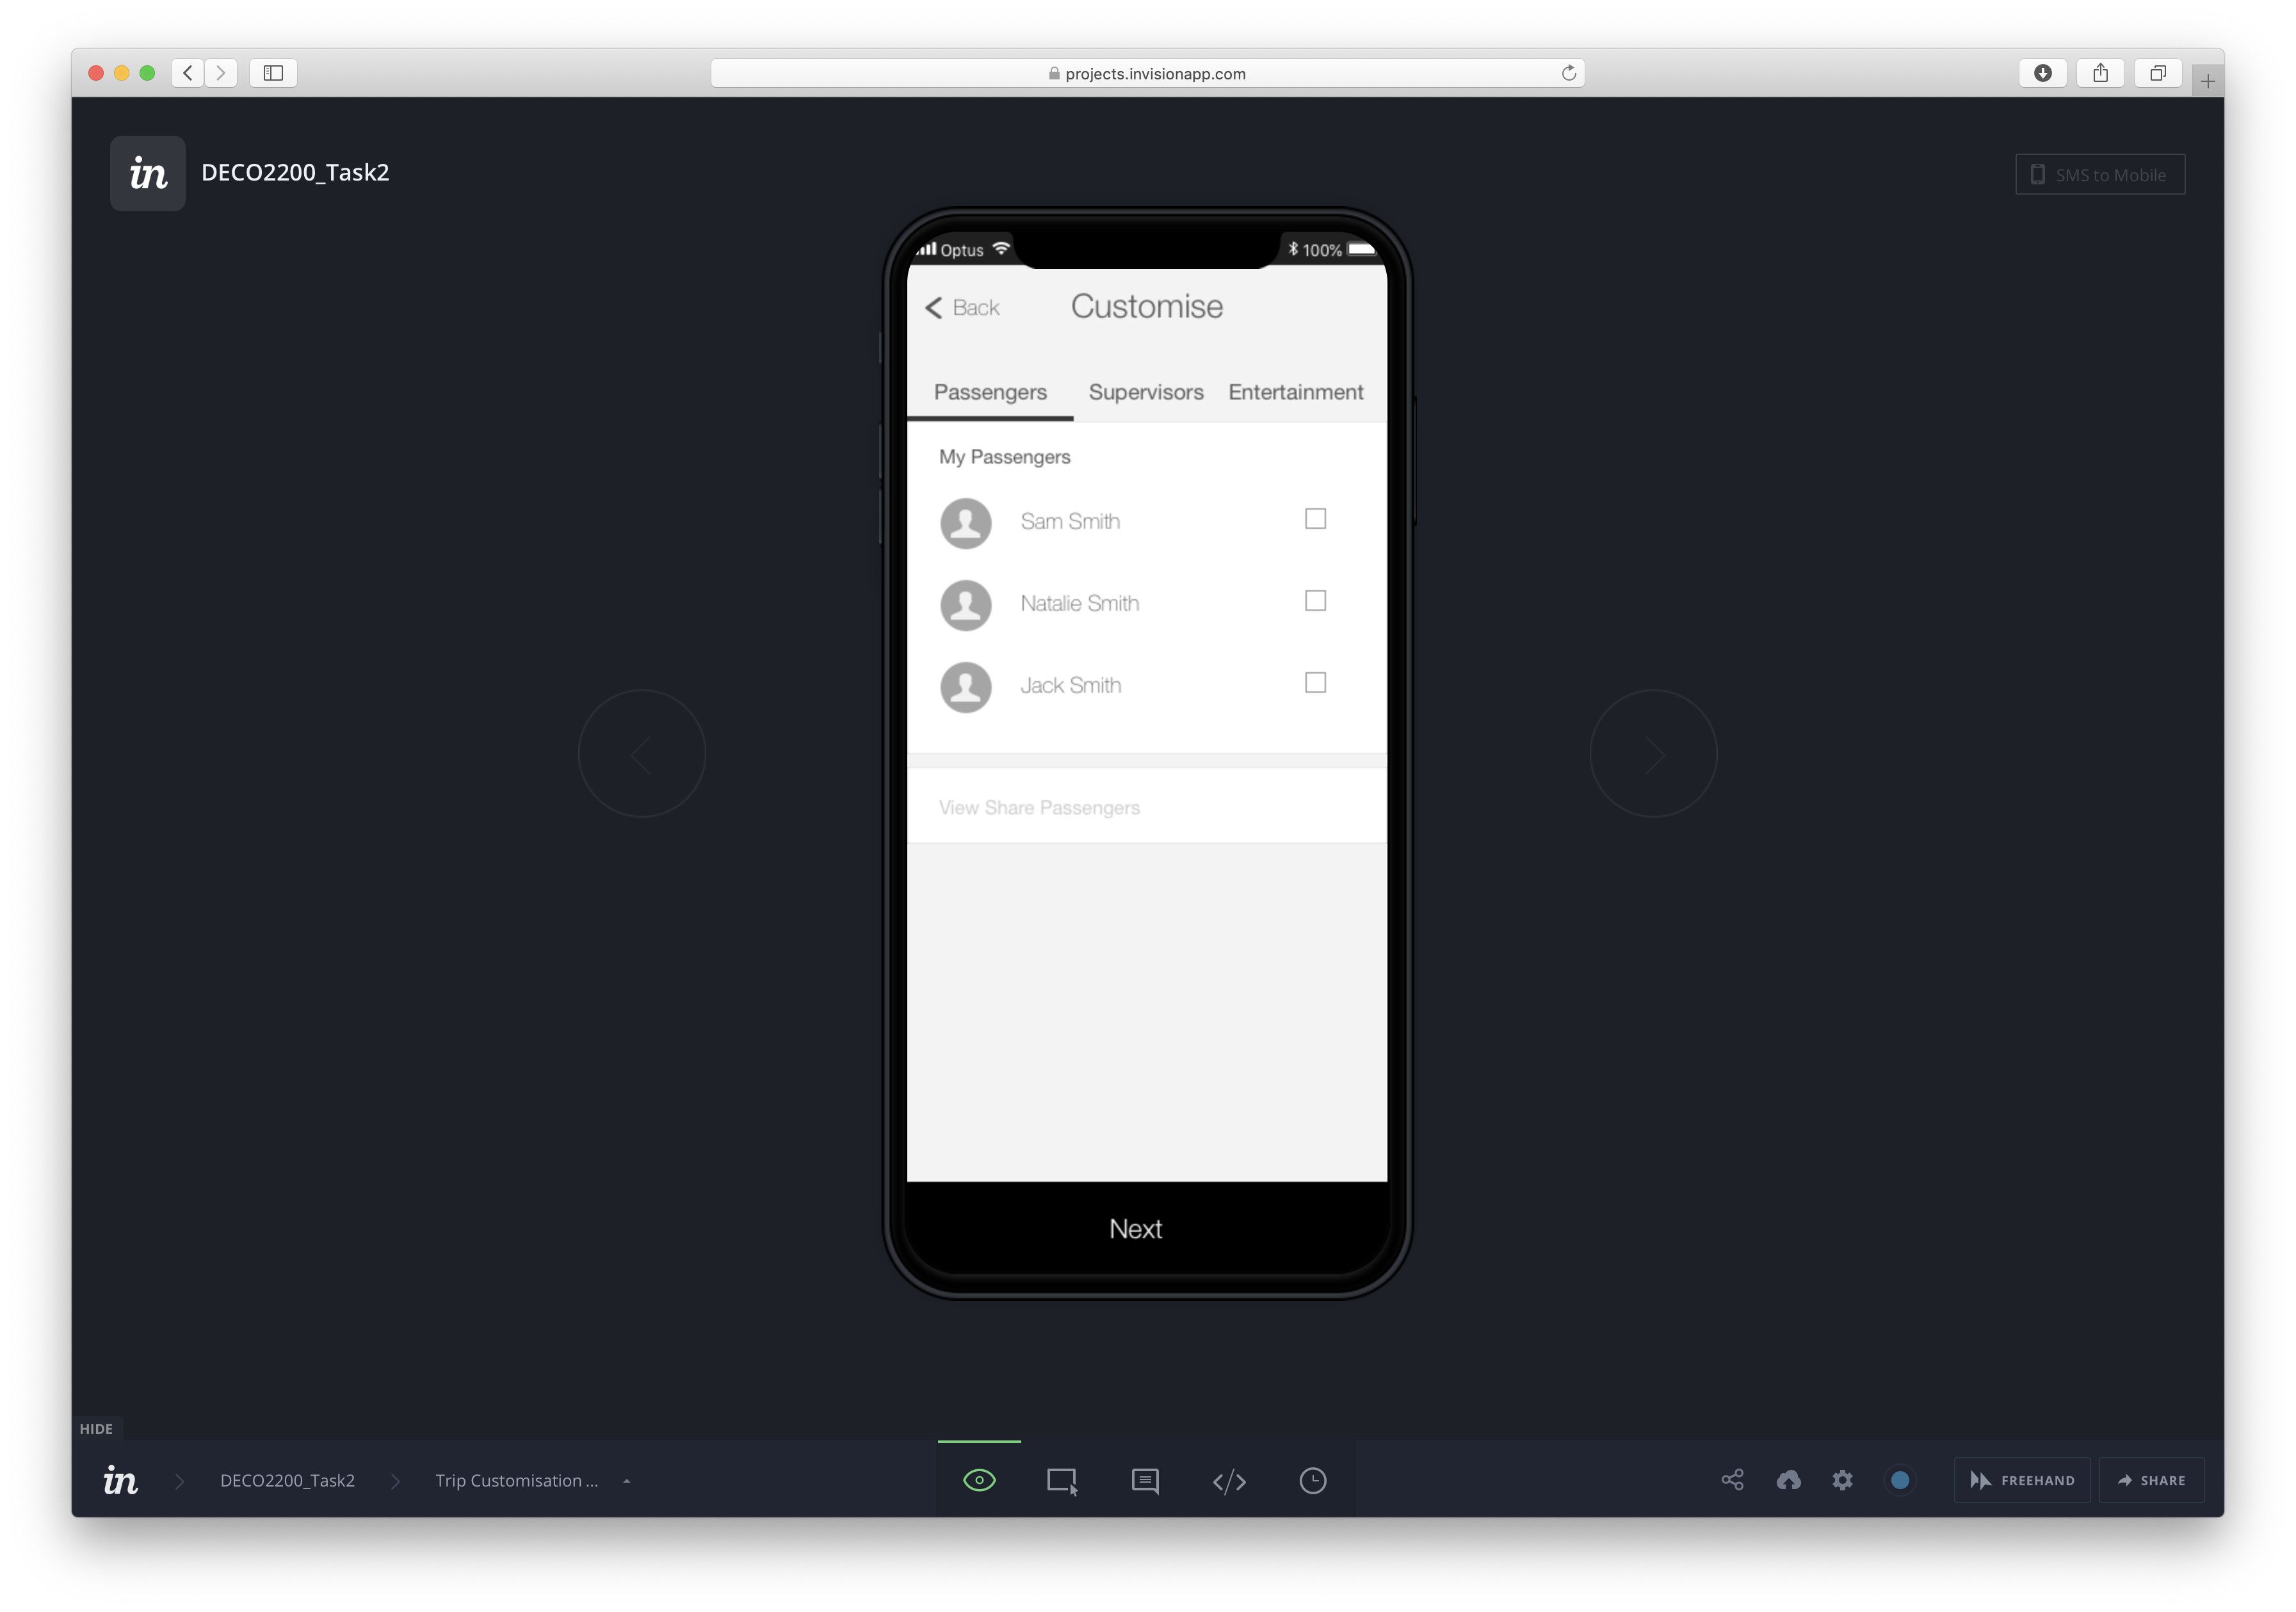 projects.invisionapp.com
in DECO2200_Task2
SMS to Mobile
Optus 100%
Back Customise
Passengers Supervisors Entertainment
My Passengers
Sam Smith
Natalie Smith
Jack Smith
View Share Passengers
Next
HIDE
in DECO2200_Task2 Trip Customisation ... FREEHAND SHARE